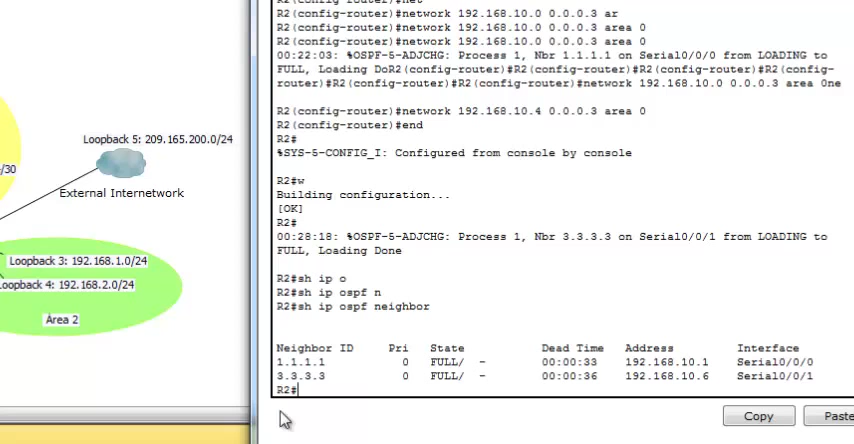 /30
Loopback 5: 209.165.200.0/24
External Internetwork
Loopback 3: 192.168.1.0/24
Loopback 4: 192.168.2.0/24
Area 2
R2(config-router)#net
R2(config-router)#network 192.168.10.0 0.0.0.3 ar
R2(config-router)#network 192.168.10.0 0.0.0.3 area 0
R2(config-router)#network 192.168.10.0 0.0.0.3 area 0
00:22:03: %OSPF-5-ADJCHG: Process 1, Nbr 1.1.1.1 on Serial0/0/0 from LOADING to
FULL, Loading DoR2(config-router)#R2(config-router)#R2(config-router)#R2(config-
router)#R2(config-router)#R2(config-router)#network 192.168.10.0 0.0.0.3 area 0ne
R2(config-router)#network 192.168.10.4 0.0.0.3 area 0
R2(config-router)#end
R2#
%SYS-5-CONFIG_I: Configured from console by console
R2#w
Building configuration...
[OK]
R2#
00:28:18: %OSPF-5-ADJCHG: Process 1, Nbr 3.3.3.3 on Serial0/0/1 from LOADING to
FULL, Loading Done
R2#sh ip o
R2#sh ip ospf n
R2#sh ip ospf neighbor
Neighbor ID Pri State Dead Time Address Interface
1.1.1.1 0 FULL/ - 00:00:33 192.168.10.1 Serial0/0/0
3.3.3.3 0 FULL/ - 00:00:36 192.168.10.6 Serial0/0/1
R2#
Copy
Paste